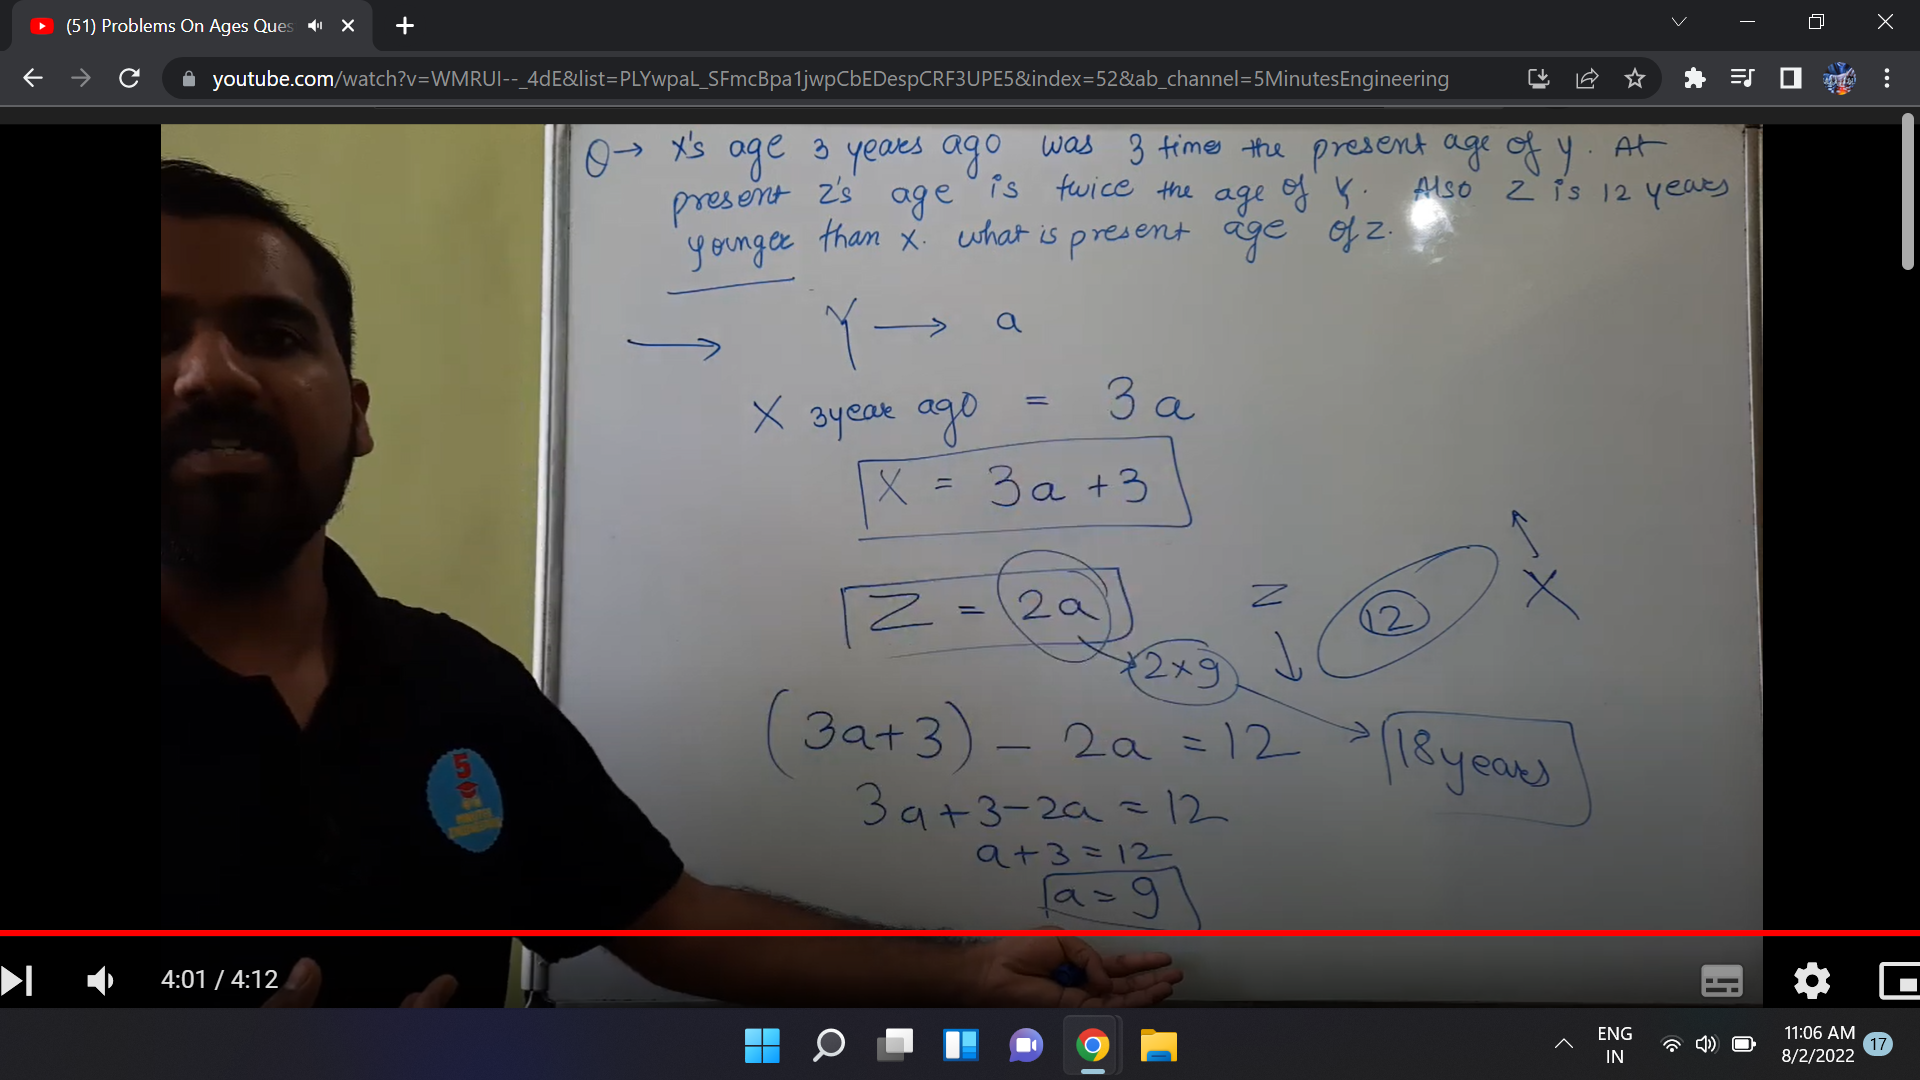 (51) Problems On Ages Ques
youtube.com/watch?v=WMRUI--_4dE&list=PLYwpaL_SFmcBpa1jwpCbEDespCRF3UPE5&index=52&ab_channel=5MinutesEngineering
Q→ X's age 3 years ago was 3 times the present age of y. At
present Z's age is twice the age of Y. Also Z is 12 years
younger than X. what is present age of z.
→ Y → a
X 3year ago = 3a
X = 3a + 3
Z = 2a Z 12 X
2×9
(3a+3) - 2a = 12 18years
3a+3-2a = 12
a+3 = 12
a = 9
5
4:01 / 4:12
ENG
IN
11:06 AM
8/2/2022
17